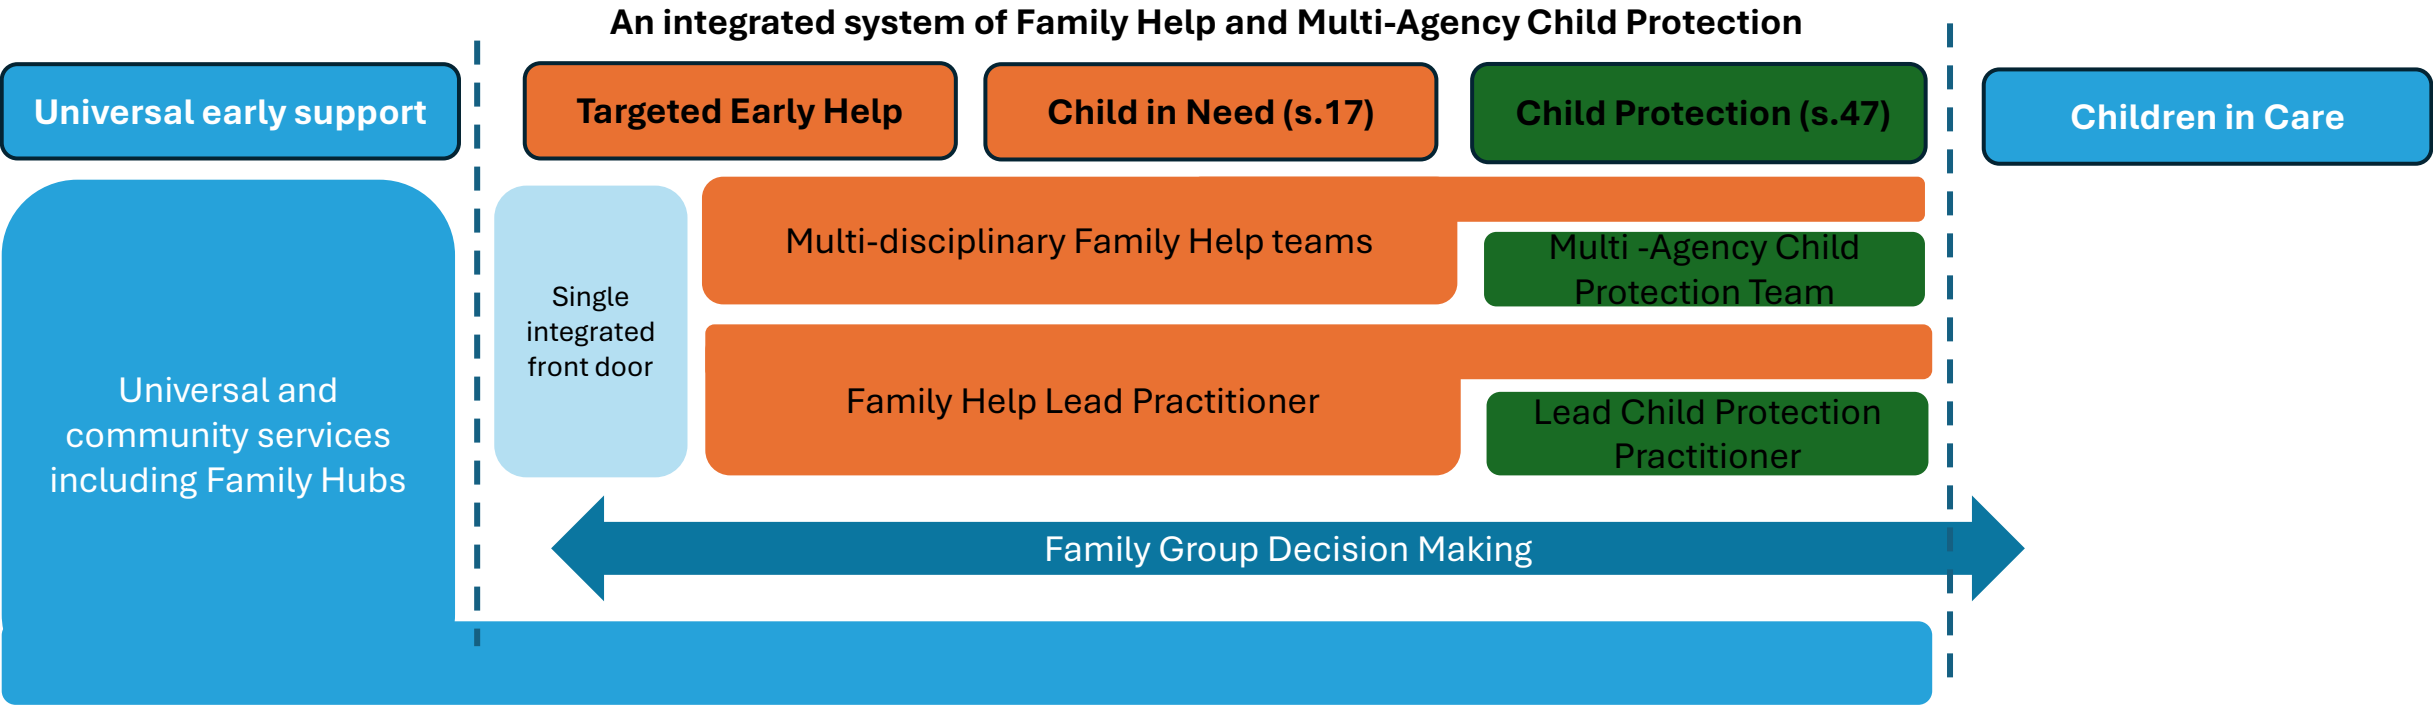 An integrated system of Family Help and Multi-Agency Child Protection
Universal early support
Targeted Early Help
Child in Need (s.17)
Child Protection (s.47)
Children in Care
Universal and
community services
including Family Hubs
Single
integrated
front door
Multi-disciplinary Family Help teams
Multi -Agency Child
Protection Team
Family Help Lead Practitioner
Lead Child Protection
Practitioner
Family Group Decision Making